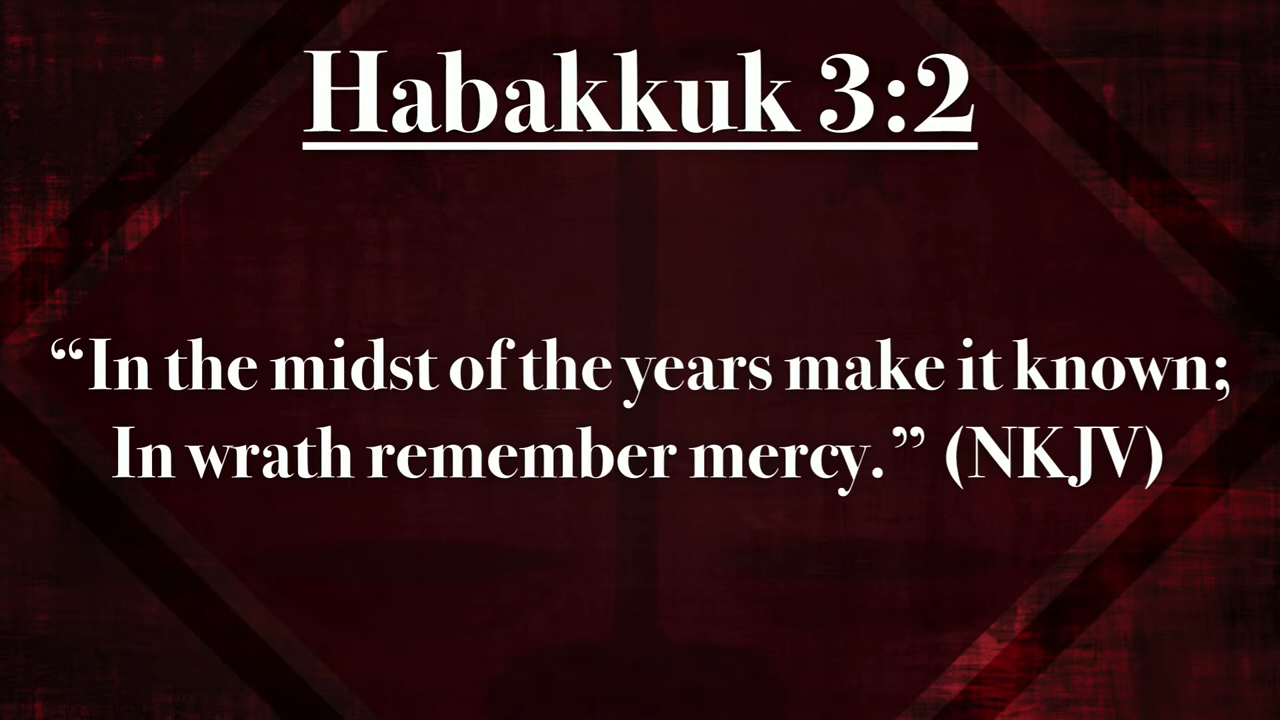 Habakkuk 3:2
“In the midst of the years make it known;
In wrath remember mercy.” (NKJV)